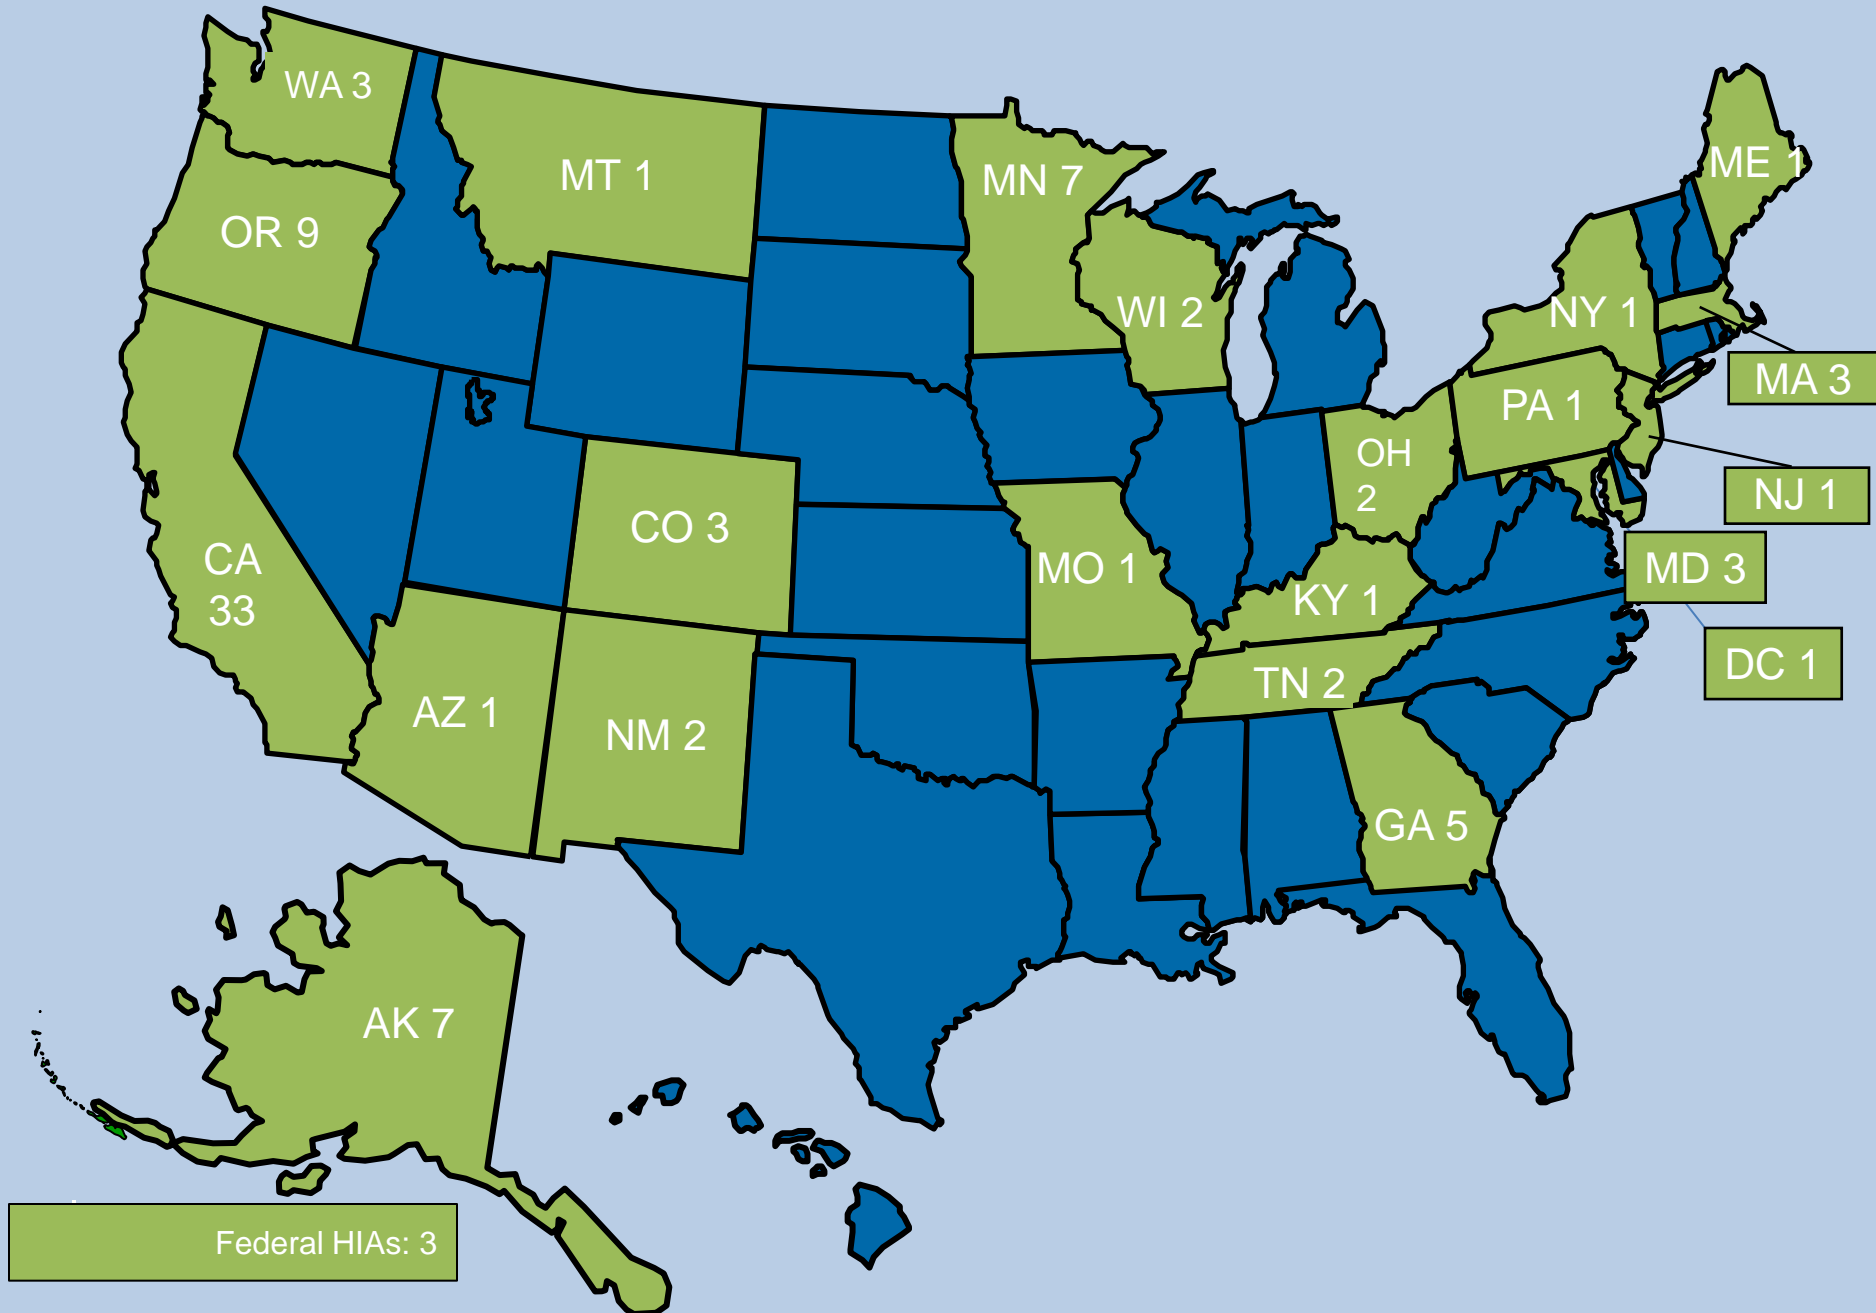 WA 3
MT 1
MN 7
ME 1
OR 9
WI 2
NY 1
MA 3
PA 1
OH
2
NJ 1
CO 3
CA
33
MO 1
KY 1
MD 3
DC 1
TN 2
AZ 1
NM 2
GA 5
AK 7
Federal HIAs: 3